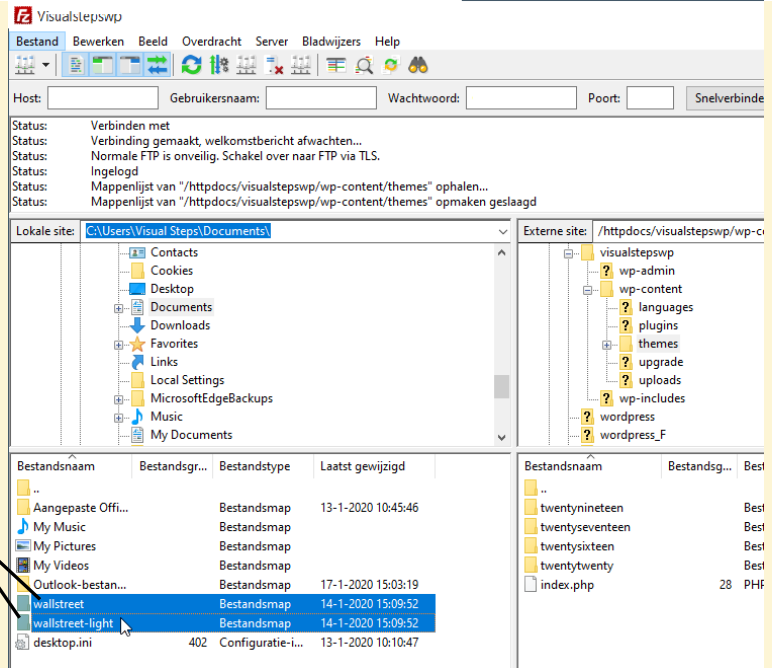 Visualstepswp
Bestand Bewerken Beeld Overdracht Server Bladwijzers Help
Host: Gebruikersnaam: Wachtwoord: Poort: Snelverbinde
Status: Verbinden met
Status: Verbinding gemaakt, welkomstbericht afwachten...
Status: Normale FTP is onveilig. Schakel over naar FTP via TLS.
Status: Ingelogd
Status: Mappenlijst van "/httpdocs/visualstepswp/wp-content/themes" ophalen...
Status: Mappenlijst van "/httpdocs/visualstepswp/wp-content/themes" opmaken geslaagd
Lokale site: C:\Users\Visual Steps\Documents\
Contacts
Cookies
Desktop
Documents
Downloads
Favorites
Links
Local Settings
MicrosoftEdgeBackups
Music
My Documents
Externe site: /httpdocs/visualstepswp/wp-co
visualstepswp
? wp-admin
wp-content
? languages
? plugins
themes
? upgrade
? uploads
? wp-includes
? wordpress
? wordpress_F
Bestandsnaam Bestandsgr... Bestandstype Laatst gewijzigd
..
Aangepaste Offi... Bestandsmap 13-1-2020 10:45:46
My Music Bestandsmap
My Pictures Bestandsmap
My Videos Bestandsmap
Outlook-bestan... Bestandsmap 17-1-2020 15:03:19
wallstreet Bestandsmap 14-1-2020 15:09:52
wallstreet-light Bestandsmap 14-1-2020 15:09:52
desktop.ini 402 Configuratie-i... 13-1-2020 10:10:47
Bestandsnaam Bestandsg... Best
..
twentynineteen Best
twentyseventeen Best
twentysixteen Best
twentytwenty Best
index.php 28 PHP